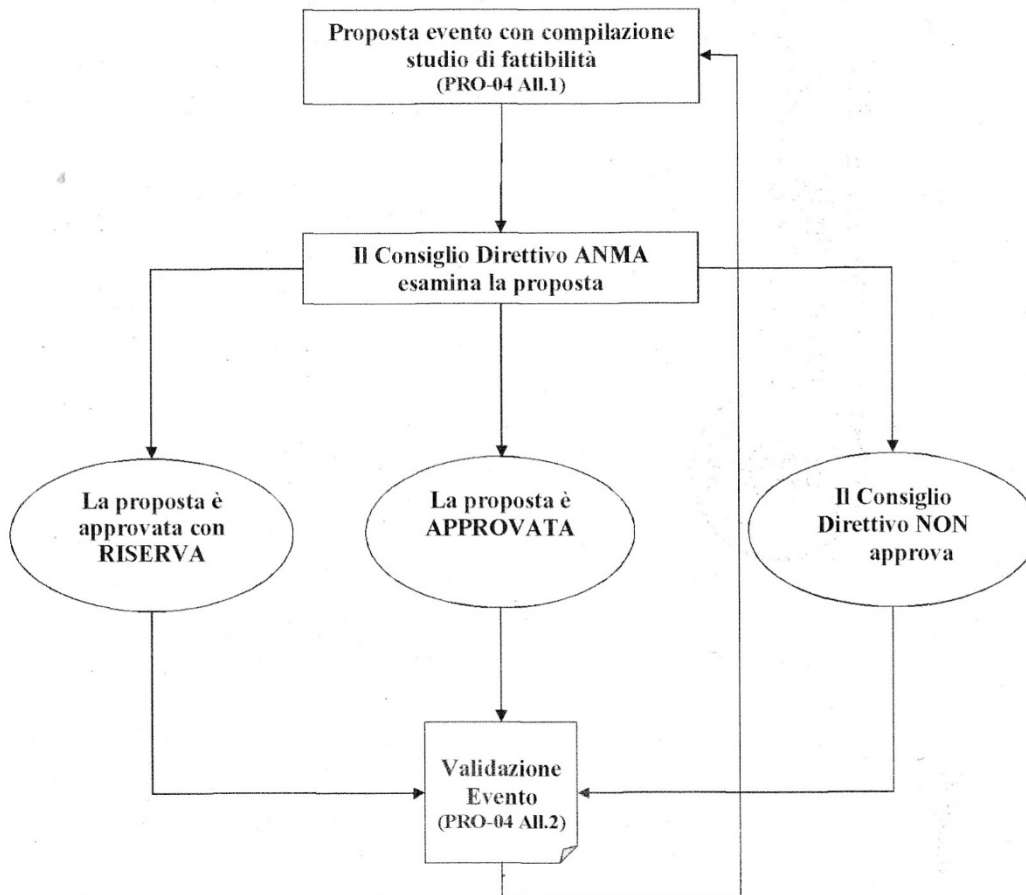 Proposta evento con compilazione
studio di fattibilità
(PRO-04 All.1)
Il Consiglio Direttivo ANMA
esamina la proposta
La proposta è
approvata con
RISERVA
La proposta è
APPROVATA
Il Consiglio
Direttivo NON
approva
Validazione
Evento
(PRO-04 All.2)